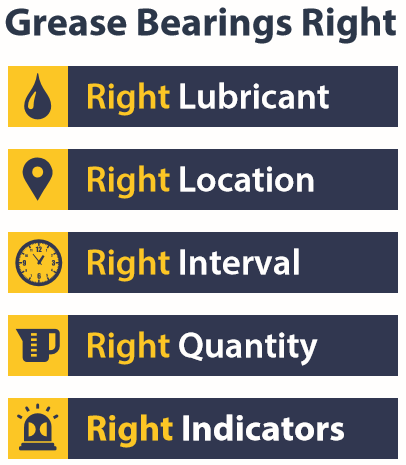 Grease Bearings Right
Right Lubricant
Right Location
Right Interval
Right Quantity
Right Indicators